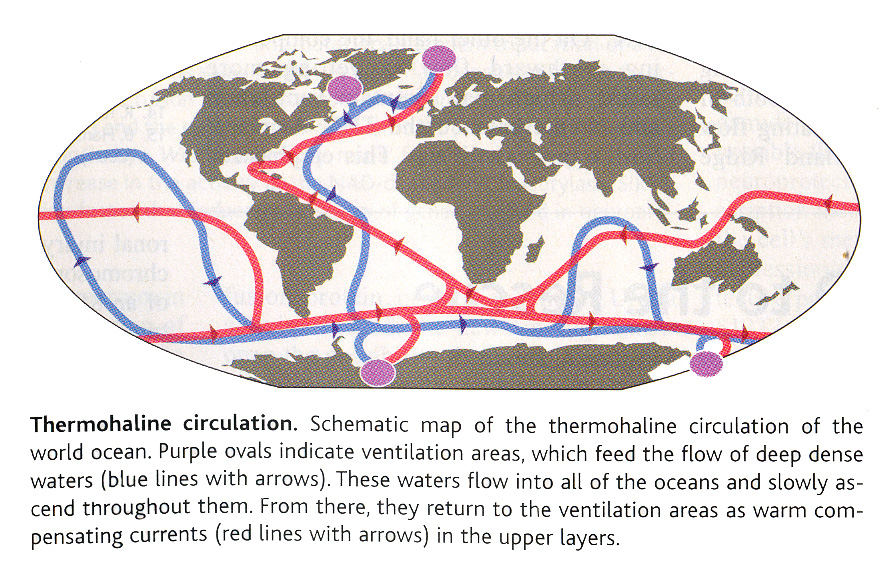 Thermohaline circulation. Schematic map of the thermohaline circulation of the
world ocean. Purple ovals indicate ventilation areas, which feed the flow of deep dense
waters (blue lines with arrows). These waters flow into all of the oceans and slowly as-
cend throughout them. From there, they return to the ventilation areas as warm com-
pensating currents (red lines with arrows) in the upper layers.